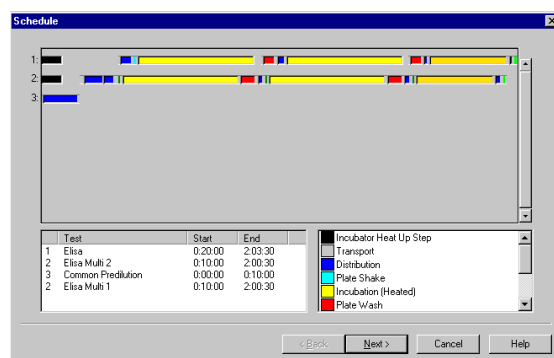 Schedule
1:
2:
3:
Test Start End
1 Elisa 0:20:00 2:03:30
2 Elisa Multi 2 0:10:00 2:00:30
3 Common Predilution 0:00:00 0:10:00
2 Elisa Multi 1 0:10:00 2:00:30
Incubator Heat Up Step
Transport
Distribution
Plate Shake
Incubation (Heated)
Plate Wash
< Back Next > Cancel Help